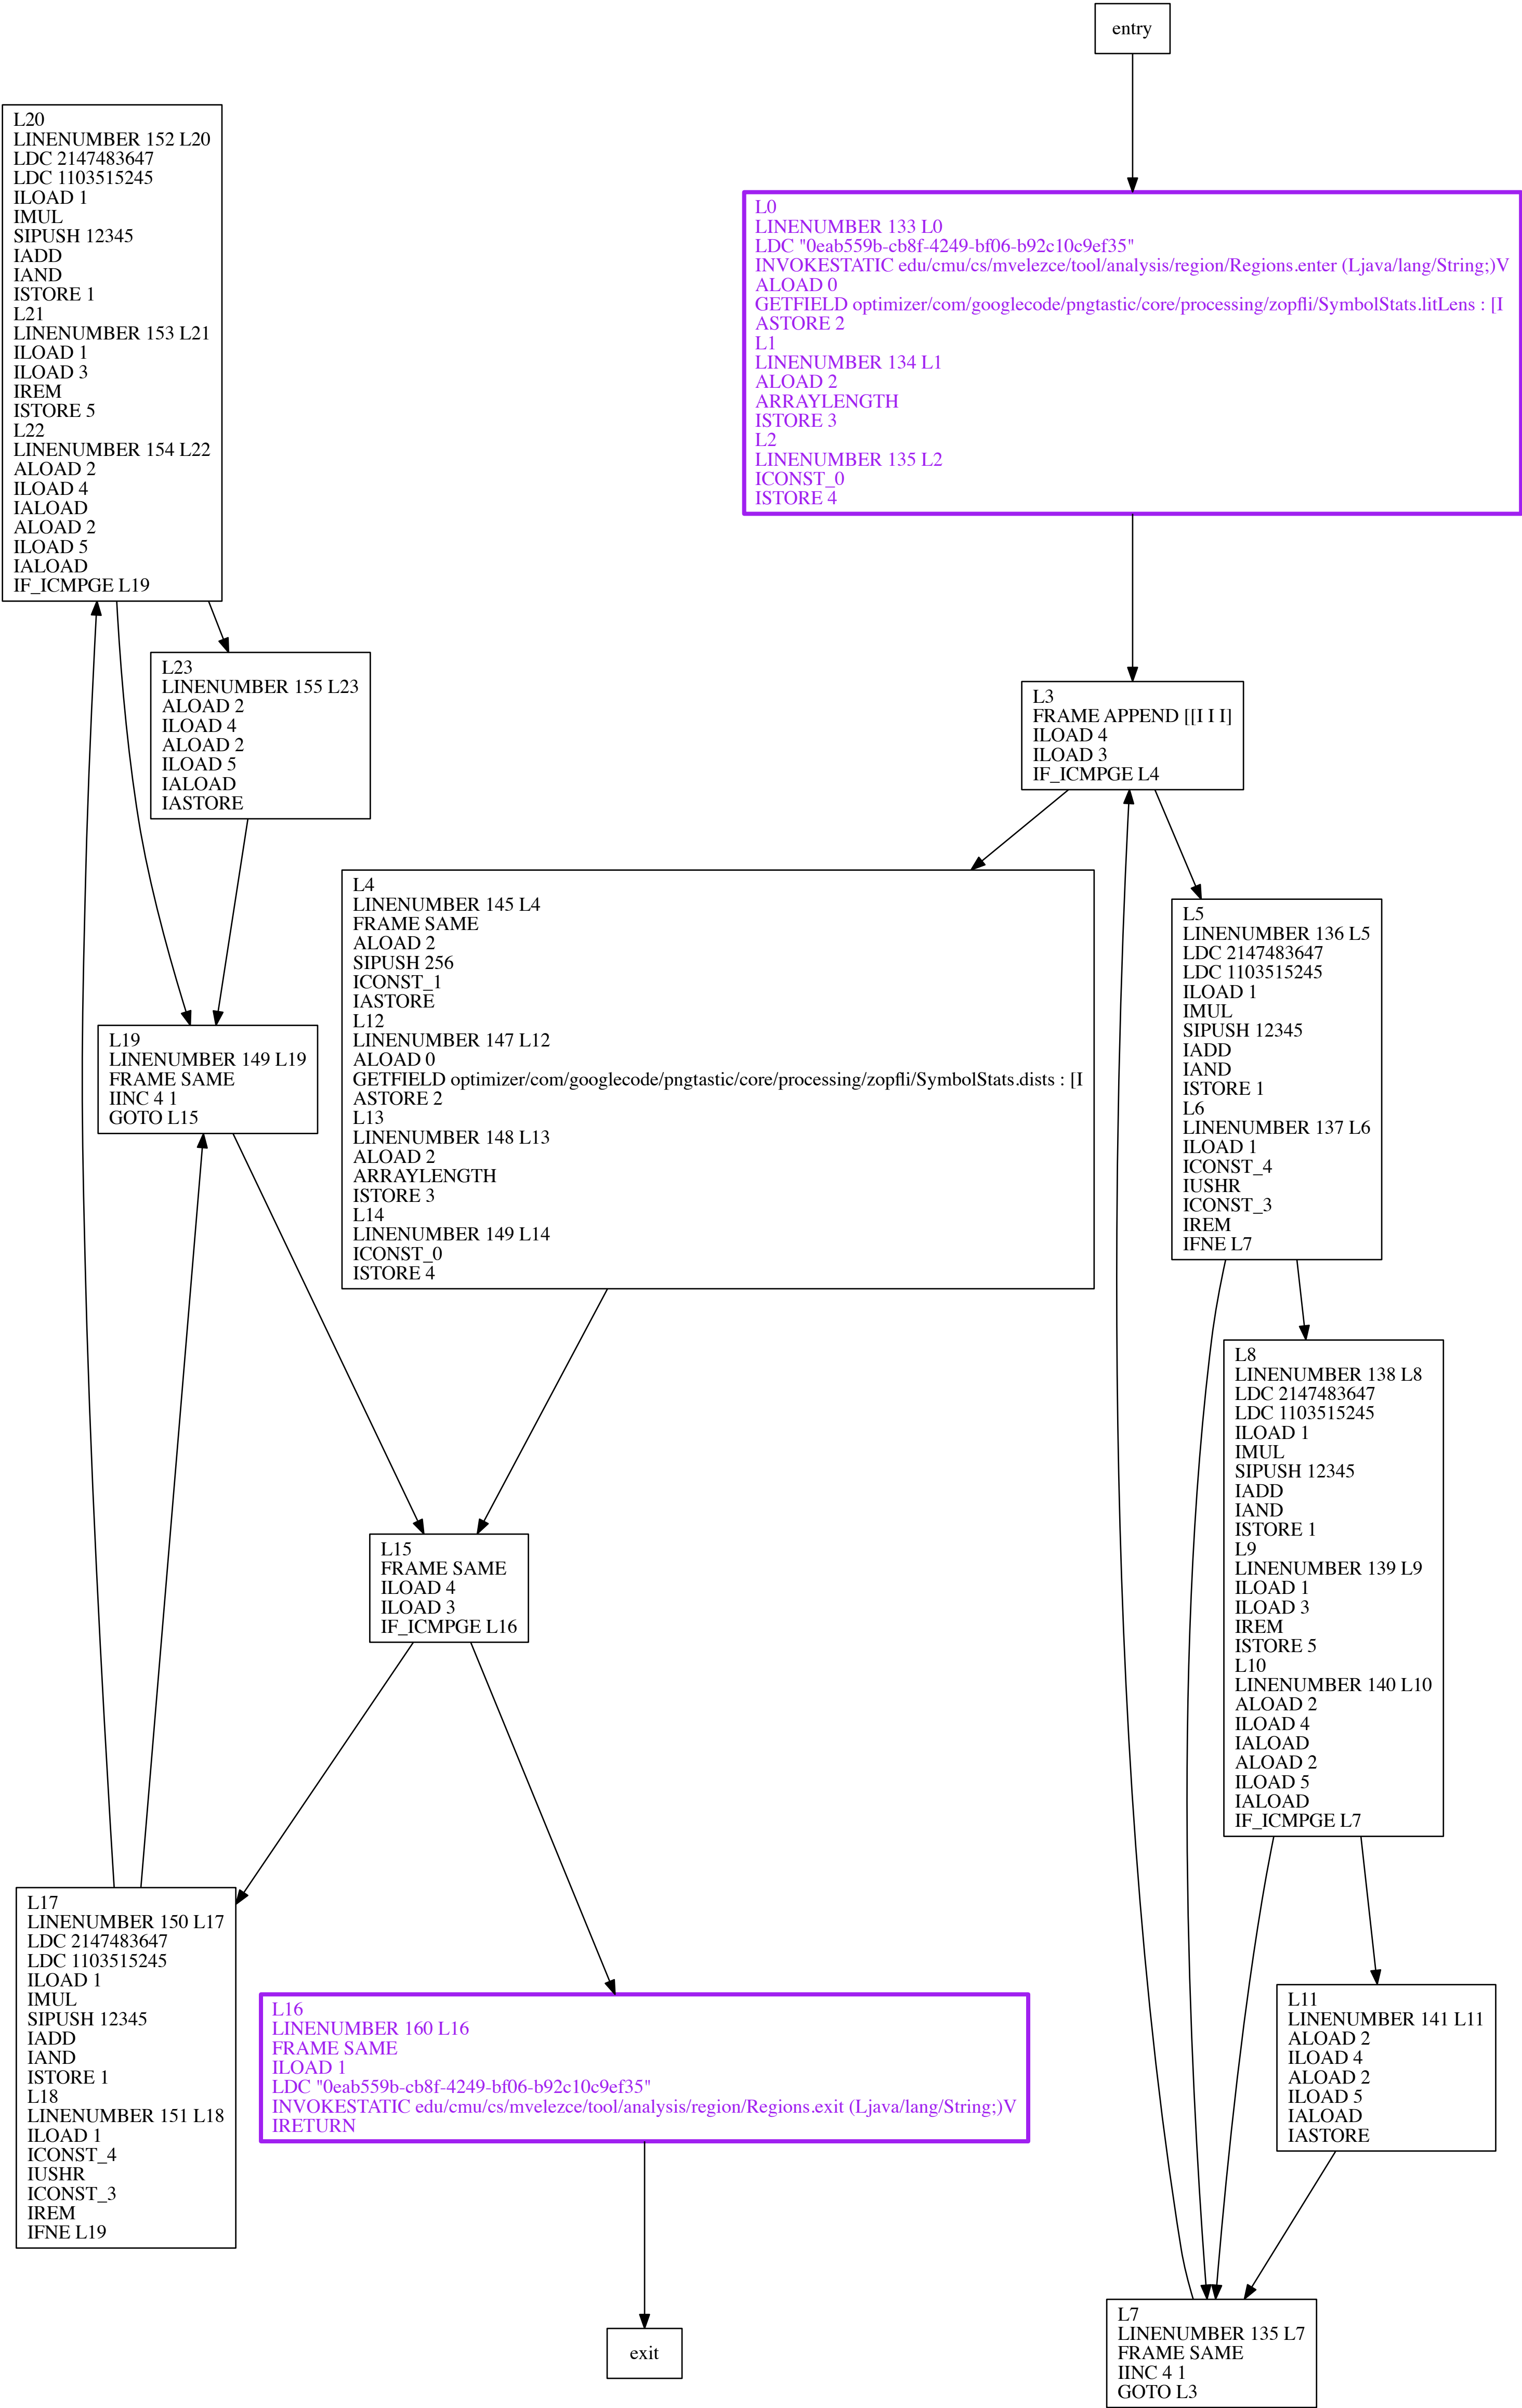 entry
L20
LINENUMBER 152 L20
LDC 2147483647
LDC 1103515245
ILOAD 1
IMUL
SIPUSH 12345
IADD
IAND
ISTORE 1
L21
LINENUMBER 153 L21
ILOAD 1
ILOAD 3
IREM
ISTORE 5
L22
LINENUMBER 154 L22
ALOAD 2
ILOAD 4
IALOAD
ALOAD 2
ILOAD 5
IALOAD
IF_ICMPGE L19
L0
LINENUMBER 133 L0
LDC "0eab559b-cb8f-4249-bf06-b92c10c9ef35"
INVOKESTATIC edu/cmu/cs/mvelezce/tool/analysis/region/Regions.enter (Ljava/lang/String;)V
ALOAD 0
GETFIELD optimizer/com/googlecode/pngtastic/core/processing/zopfli/SymbolStats.litLens : [I
ASTORE 2
L1
LINENUMBER 134 L1
ALOAD 2
ARRAYLENGTH
ISTORE 3
L2
LINENUMBER 135 L2
ICONST_0
ISTORE 4
L23
LINENUMBER 155 L23
ALOAD 2
ILOAD 4
ALOAD 2
ILOAD 5
IALOAD
IASTORE
L3
FRAME APPEND [[I I I]
ILOAD 4
ILOAD 3
IF_ICMPGE L4
L4
LINENUMBER 145 L4
FRAME SAME
ALOAD 2
SIPUSH 256
ICONST_1
IASTORE
L12
LINENUMBER 147 L12
ALOAD 0
GETFIELD optimizer/com/googlecode/pngtastic/core/processing/zopfli/SymbolStats.dists : [I
ASTORE 2
L13
LINENUMBER 148 L13
ALOAD 2
ARRAYLENGTH
ISTORE 3
L14
LINENUMBER 149 L14
ICONST_0
ISTORE 4
L5
LINENUMBER 136 L5
LDC 2147483647
LDC 1103515245
ILOAD 1
IMUL
SIPUSH 12345
IADD
IAND
ISTORE 1
L6
LINENUMBER 137 L6
ILOAD 1
ICONST_4
IUSHR
ICONST_3
IREM
IFNE L7
L19
LINENUMBER 149 L19
FRAME SAME
IINC 4 1
GOTO L15
L8
LINENUMBER 138 L8
LDC 2147483647
LDC 1103515245
ILOAD 1
IMUL
SIPUSH 12345
IADD
IAND
ISTORE 1
L9
LINENUMBER 139 L9
ILOAD 1
ILOAD 3
IREM
ISTORE 5
L10
LINENUMBER 140 L10
ALOAD 2
ILOAD 4
IALOAD
ALOAD 2
ILOAD 5
IALOAD
IF_ICMPGE L7
L15
FRAME SAME
ILOAD 4
ILOAD 3
IF_ICMPGE L16
L17
LINENUMBER 150 L17
LDC 2147483647
LDC 1103515245
ILOAD 1
IMUL
SIPUSH 12345
IADD
IAND
ISTORE 1
L18
LINENUMBER 151 L18
ILOAD 1
ICONST_4
IUSHR
ICONST_3
IREM
IFNE L19
L16
LINENUMBER 160 L16
FRAME SAME
ILOAD 1
LDC "0eab559b-cb8f-4249-bf06-b92c10c9ef35"
INVOKESTATIC edu/cmu/cs/mvelezce/tool/analysis/region/Regions.exit (Ljava/lang/String;)V
IRETURN
L11
LINENUMBER 141 L11
ALOAD 2
ILOAD 4
ALOAD 2
ILOAD 5
IALOAD
IASTORE
L7
LINENUMBER 135 L7
FRAME SAME
IINC 4 1
GOTO L3
exit